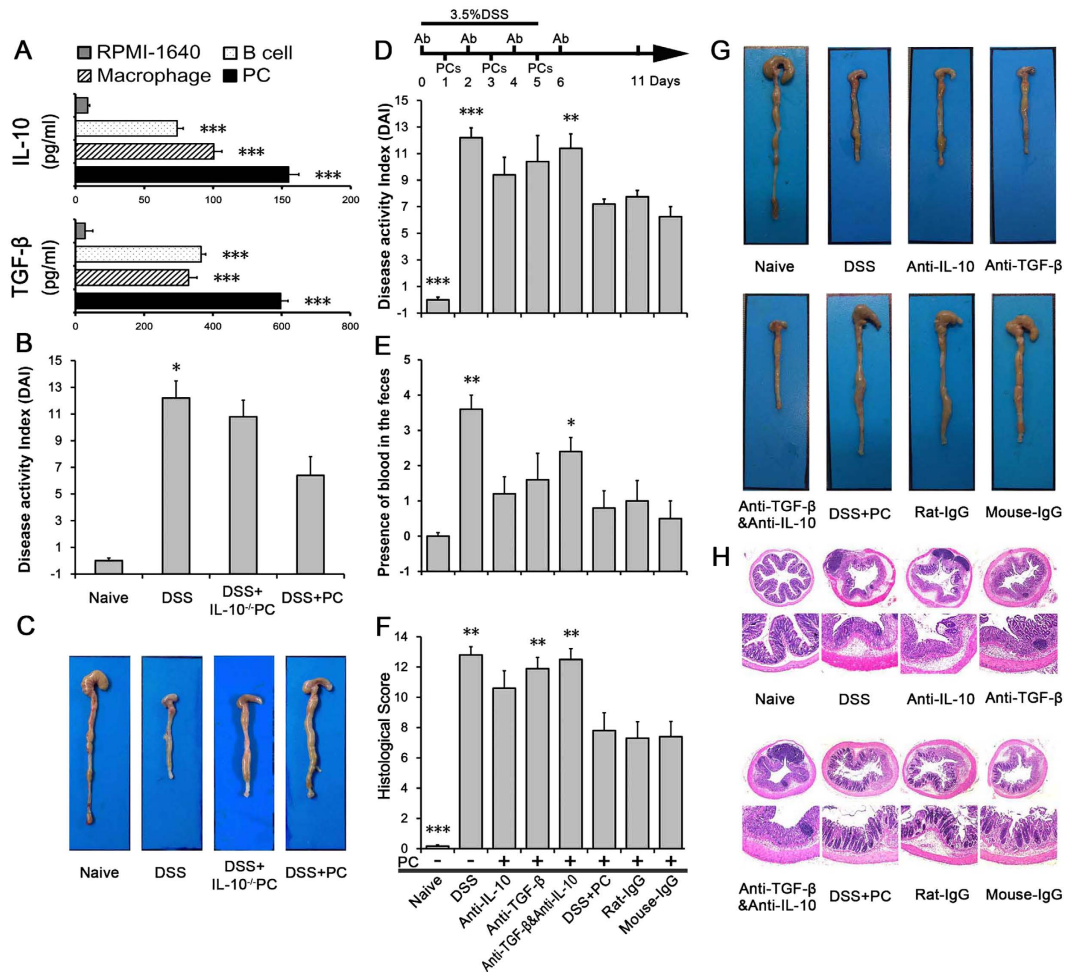 A
RPMI-1640
B cell
Macrophage
PC
IL-10
(pg/ml)
***
***
***
0 50 100 150 200
TGF-β
(pg/ml)
***
***
***
0 200 400 600 800
B
Disease activity Index (DAI)
15
13
11
9
7
5
3
1
-1
*
Naive
DSS
DSS+
IL-10-/-PC
DSS+PC
C
Naive
DSS
DSS+
IL-10-/-PC
DSS+PC
D
3.5%DSS
Ab Ab Ab Ab
PCs PCs PCs
0 1 2 3 4 5 6 11 Days
Disease activity Index (DAI)
15
13
11
9
7
5
3
1
-1
***
***
**
E
Presence of blood in the feces
5
4
3
2
1
0
-1
**
*
F
Histological Score
14
12
10
8
6
4
2
0
***
**
**
**
PC - - + + + + + +
Naive
DSS
Anti-IL-10
Anti-TGF-β
Anti-TGF-β&Anti-IL-10
DSS+PC
Rat-IgG
Mouse-IgG
G
Naive
DSS
Anti-IL-10
Anti-TGF-β
Anti-TGF-β
&Anti-IL-10
DSS+PC
Rat-IgG
Mouse-IgG
H
Naive
DSS
Anti-IL-10
Anti-TGF-β
Anti-TGF-β
&Anti-IL-10
DSS+PC
Rat-IgG
Mouse-IgG